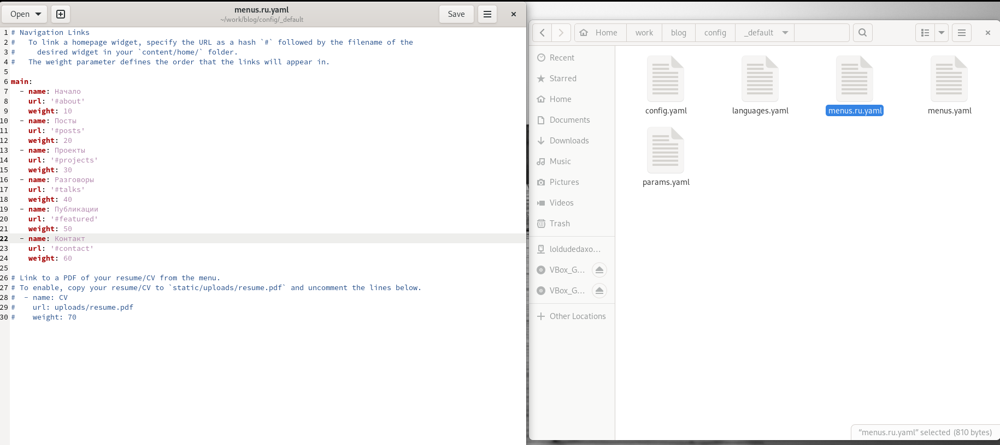 Open
menus.ru.yaml
~/work/blog/config/_default
Save
1 # Navigation Links
2 #   To link a homepage widget, specify the URL as a hash `#` followed by the filename of the
3 #     desired widget in your `content/home/` folder.
4 #   The weight parameter defines the order that the links will appear in.
5
6 main:
7   - name: Начало
8     url: '#about'
9     weight: 10
10   - name: Посты
11     url: '#posts'
12     weight: 20
13   - name: Проекты
14     url: '#projects'
15     weight: 30
16   - name: Разговоры
17     url: '#talks'
18     weight: 40
19   - name: Публикации
20     url: '#featured'
21     weight: 50
22   - name: Контакт
23     url: '#contact'
24     weight: 60
25
26 # Link to a PDF of your resume/CV from the menu.
27 # To enable, copy your resume/CV to `static/uploads/resume.pdf` and uncomment the lines below.
28 #  - name: CV
29 #    url: uploads/resume.pdf
30 #    weight: 70
Home work blog config _default
Recent
Starred
Home
Documents
Downloads
Music
Pictures
Videos
Trash
loldudedaxo...
VBox_G...
VBox_G...
Other Locations
config.yaml languages.yaml menus.ru.yaml menus.yaml
params.yaml
“menus.ru.yaml” selected (810 bytes)